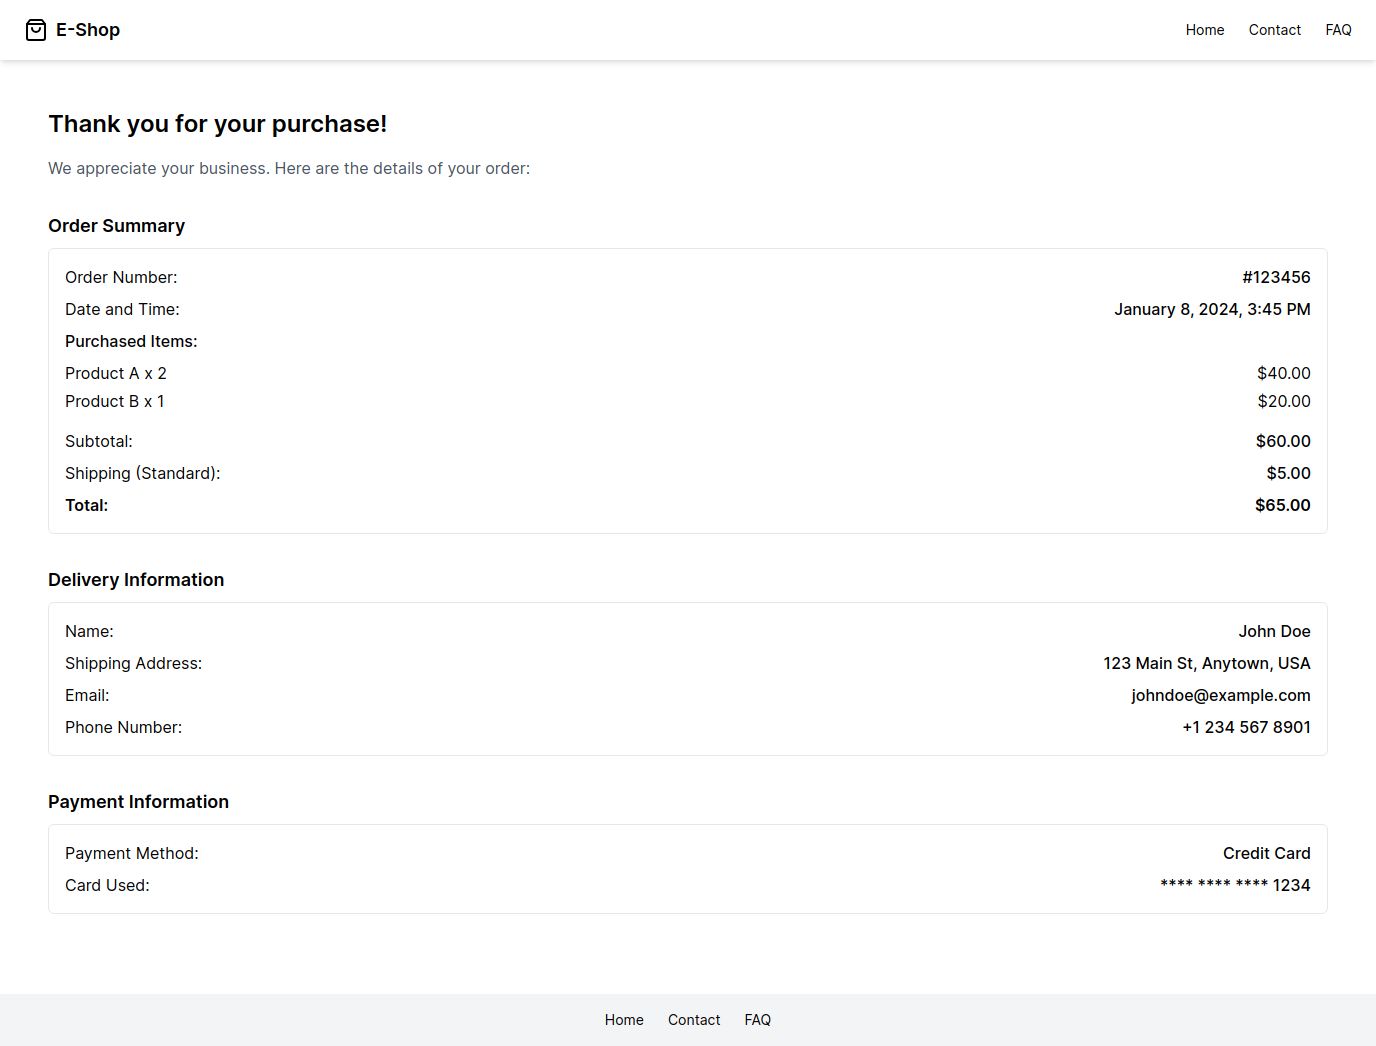 E-Shop
Home Contact FAQ
Thank you for your purchase!
We appreciate your business. Here are the details of your order:
Order Summary
Order Number: #123456
Date and Time: January 8, 2024, 3:45 PM
Purchased Items:
Product A x 2 $40.00
Product B x 1 $20.00
Subtotal: $60.00
Shipping (Standard): $5.00
Total: $65.00
Delivery Information
Name: John Doe
Shipping Address: 123 Main St, Anytown, USA
Email: johndoe@example.com
Phone Number: +1 234 567 8901
Payment Information
Payment Method: Credit Card
Card Used: **** **** **** 1234
Home Contact FAQ